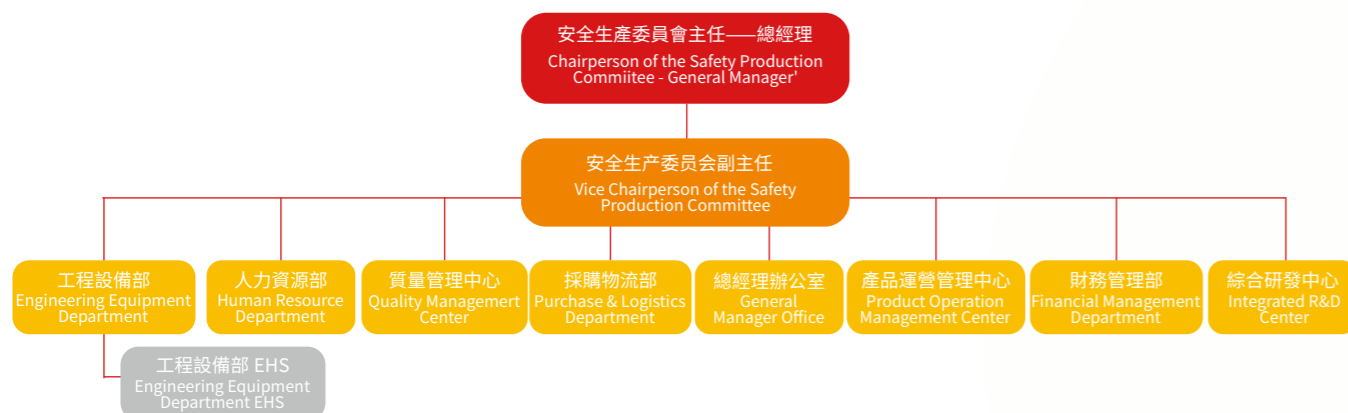 安全生產委員會主任——總經理
Chairperson of the Safety Production
Commiitee - General Manager'
安全生产委员会副主任
Vice Chairperson of the Safety
Production Committee
工程設備部
Engineering Equipment
Department
人力資源部
Human Resource
Department
質量管理中心
Quality Managemert
Center
採購物流部
Purchase & Logistics
Department
總經理辦公室
General
Manager Office
產品運營管理中心
Product Operation
Management Center
財務管理部
Financial Management
Department
綜合研發中心
Integrated R&D
Center
工程設備部 EHS
Engineering Equipment
Department EHS